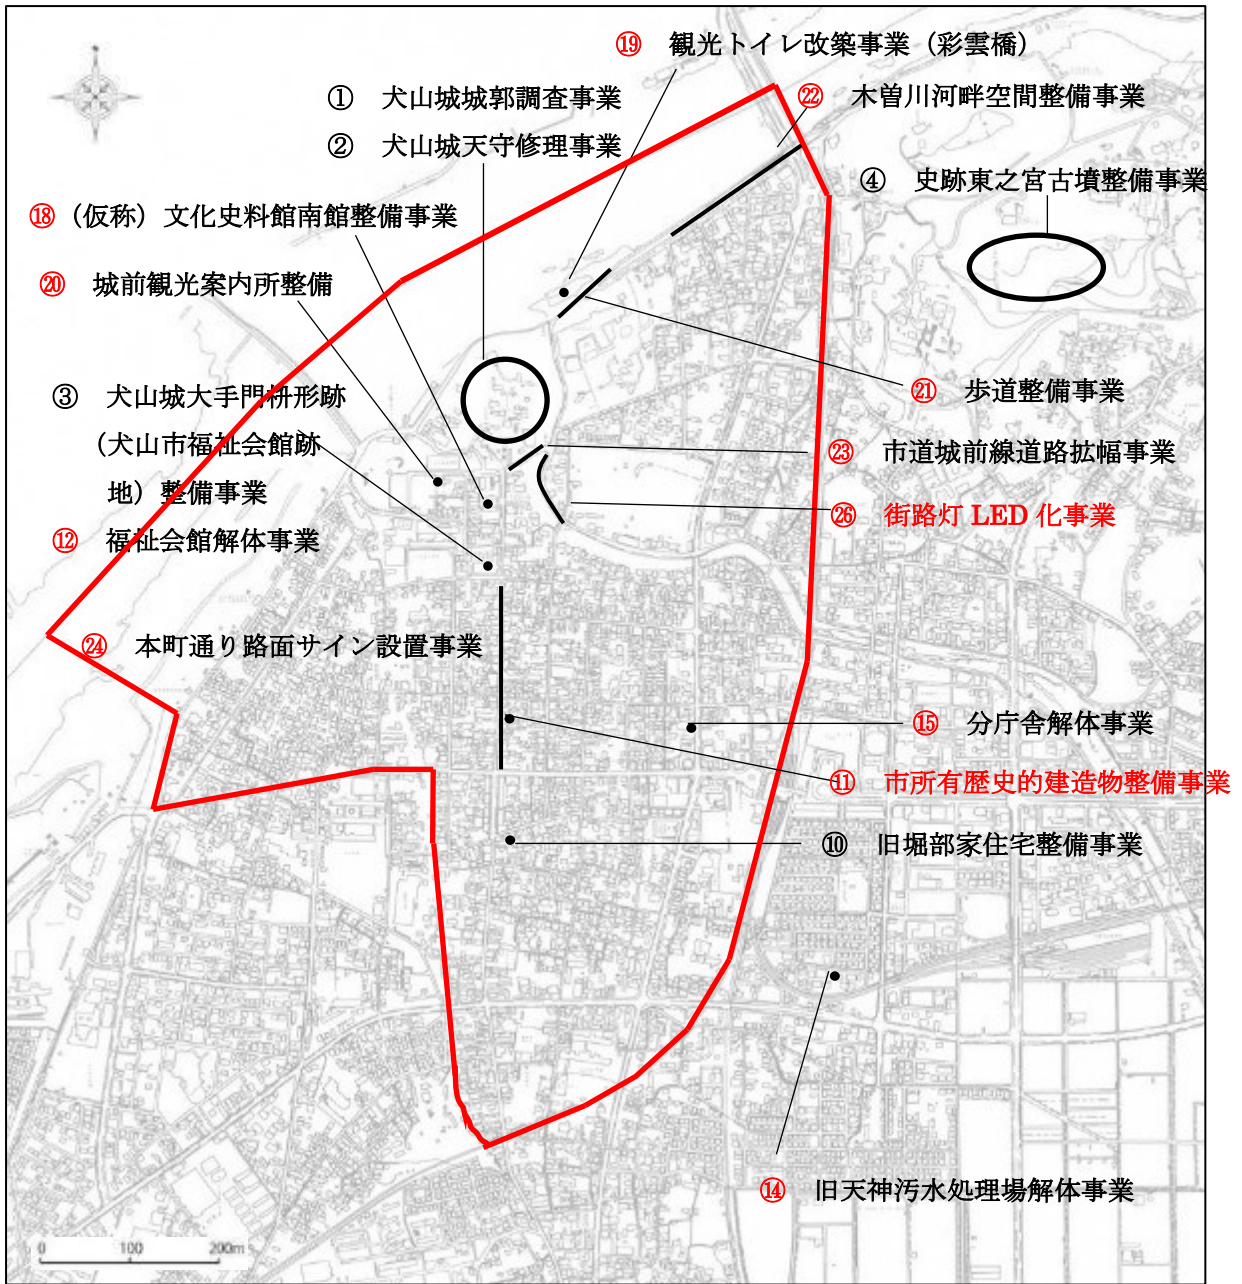 ⑲ 観光トイレ改築事業（彩雲橋）
① 犬山城城郭調査事業
㉒ 木曽川河畔空間整備事業
② 犬山城天守修理事業
④ 史跡東之宮古墳整備事業
⑱（仮称）文化史料館南館整備事業
⑳ 城前観光案内所整備
㉑ 歩道整備事業
③ 犬山城大手門枡形跡
（犬山市福祉会館跡
地）整備事業
㉓ 市道城前線道路拡幅事業
㉖ 街路灯 LED 化事業
⑫ 福祉会館解体事業
㉔ 本町通り路面サイン設置事業
⑮ 分庁舎解体事業
⑪ 市所有歴史的建造物整備事業
⑩ 旧堀部家住宅整備事業
⑭ 旧天神汚水処理場解体事業
0 100 200m